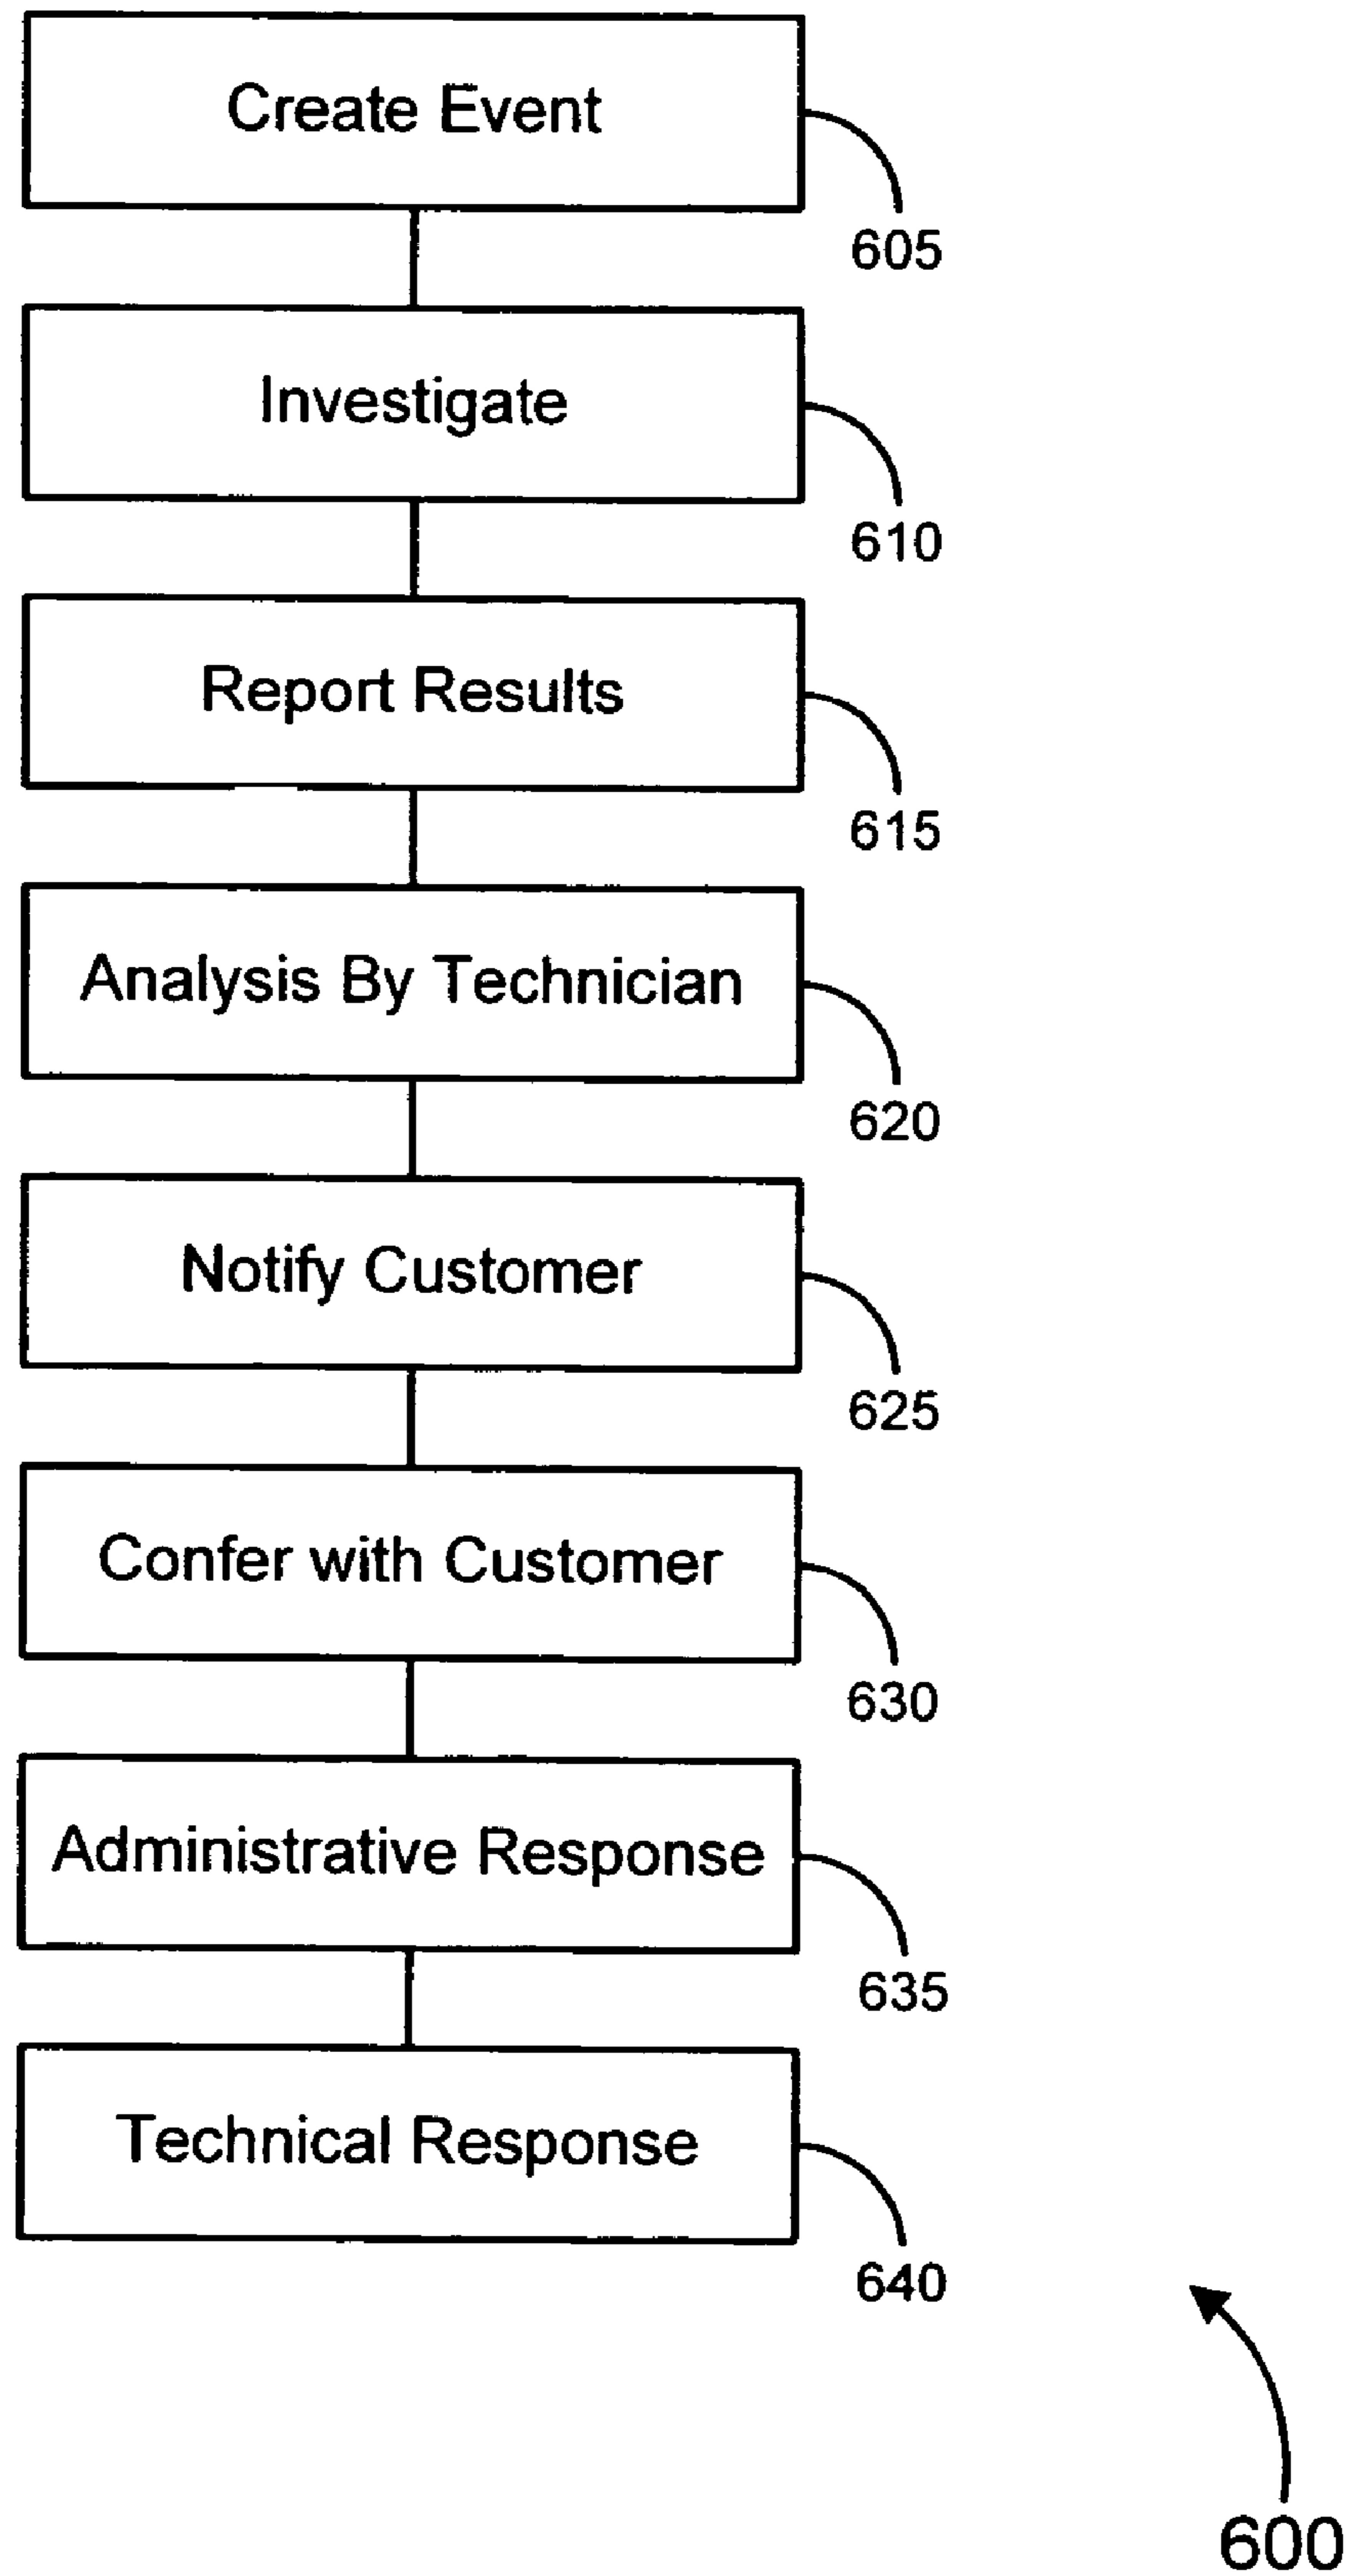 Create Event
605
Investigate
610
Report Results
615
Analysis By Technician
620
Notify Customer
625
Confer with Customer
630
Administrative Response
635
Technical Response
640
600